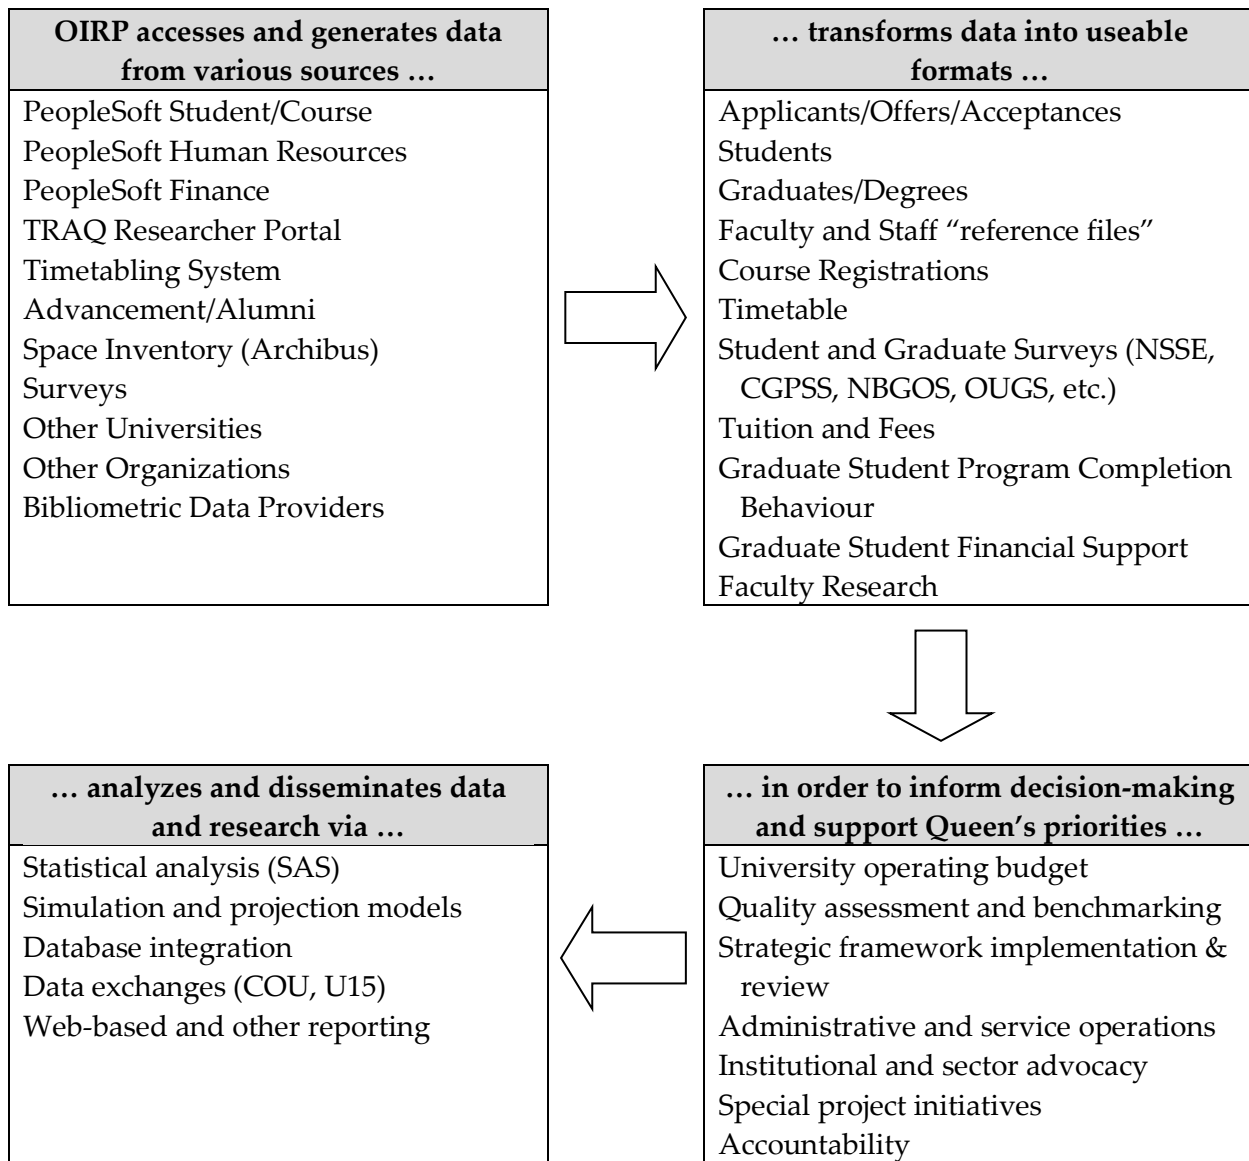 OIRP accesses and generates data
from various sources …
PeopleSoft Student/Course
PeopleSoft Human Resources
PeopleSoft Finance
TRAQ Researcher Portal
Timetabling System
Advancement/Alumni
Space Inventory (Archibus)
Surveys
Other Universities
Other Organizations
Bibliometric Data Providers
… transforms data into useable
formats …
Applicants/Offers/Acceptances
Students
Graduates/Degrees
Faculty and Staff “reference files”
Course Registrations
Timetable
Student and Graduate Surveys (NSSE,
CGPSS, NBGOS, OUGS, etc.)
Tuition and Fees
Graduate Student Program Completion
Behaviour
Graduate Student Financial Support
Faculty Research
… in order to inform decision-making
and support Queen’s priorities …
University operating budget
Quality assessment and benchmarking
Strategic framework implementation &
review
Administrative and service operations
Institutional and sector advocacy
Special project initiatives
Accountability
… analyzes and disseminates data
and research via …
Statistical analysis (SAS)
Simulation and projection models
Database integration
Data exchanges (COU, U15)
Web-based and other reporting